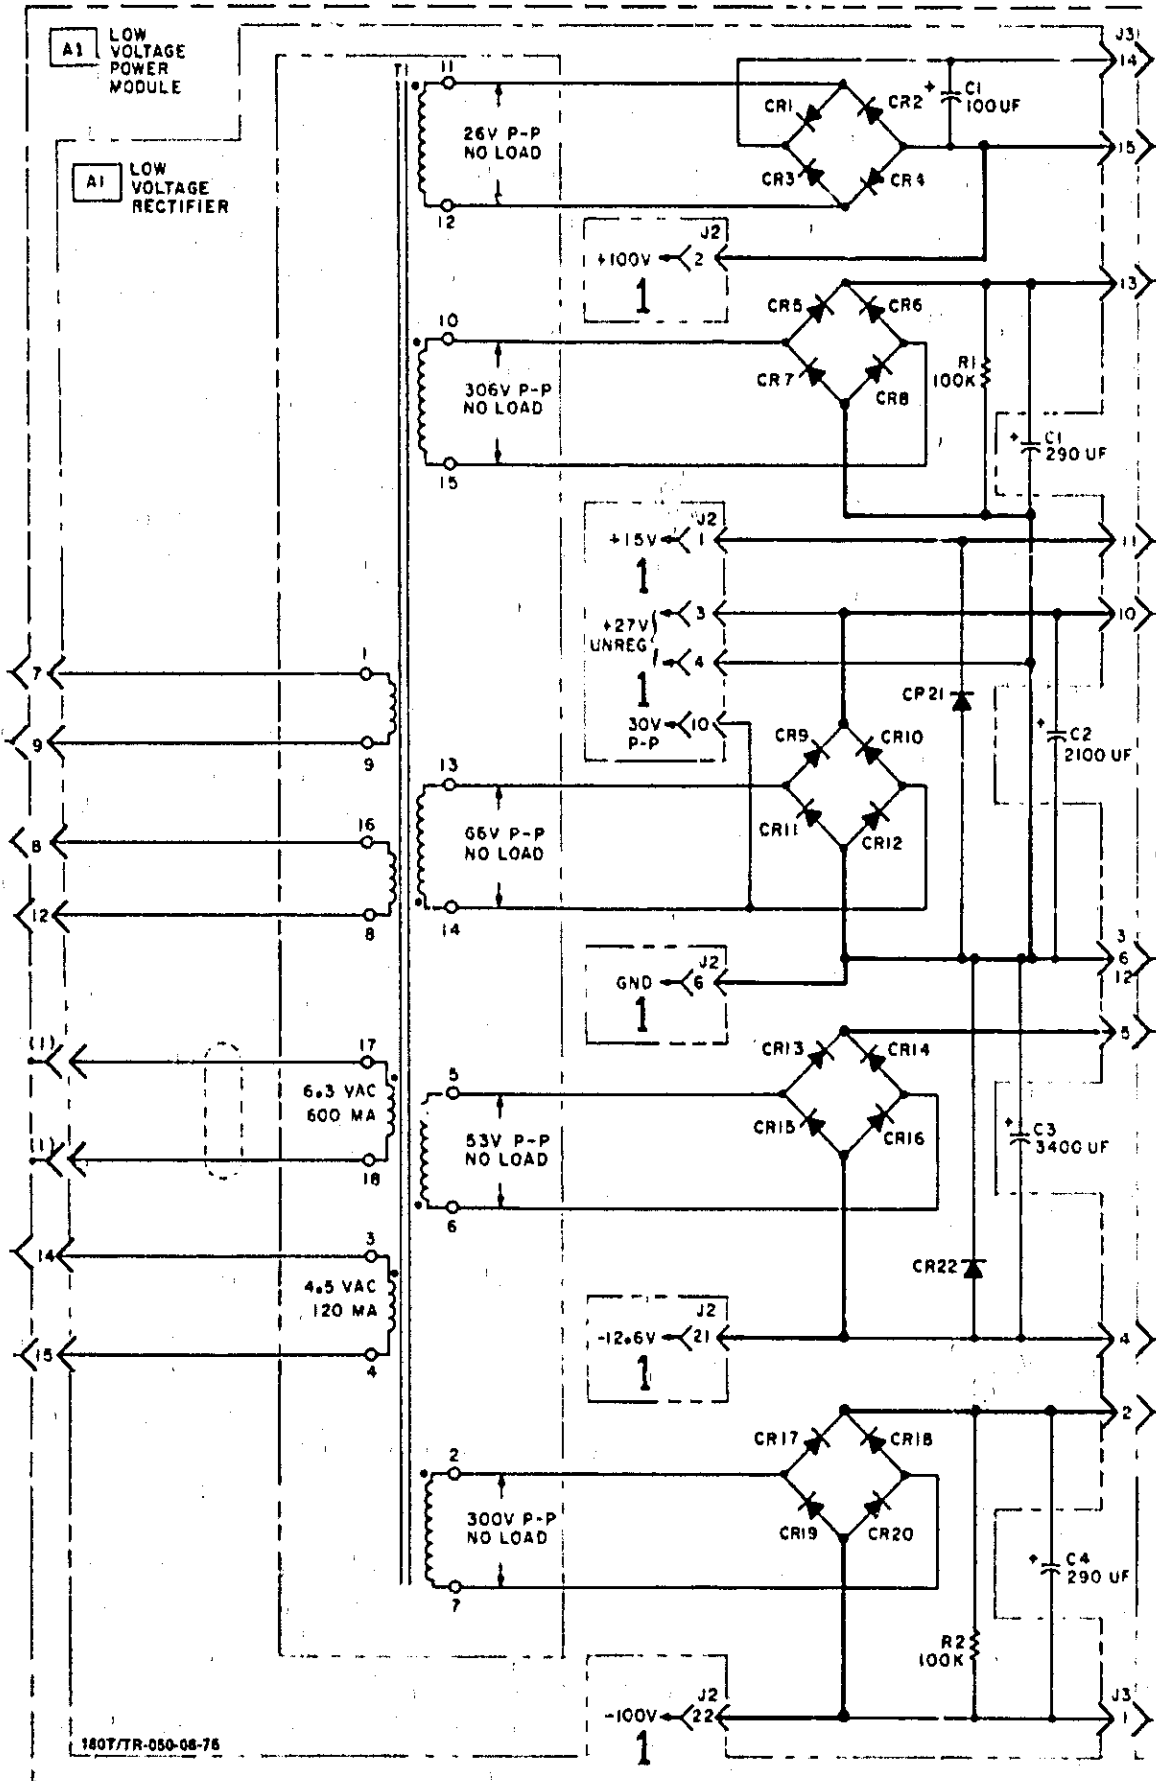 A1 LOW
VOLTAGE
POWER
MODULE
A1 LOW
VOLTAGE
RECTIFIER
T1
11
26V P-P
NO LOAD
12
CR1
CR2
CR3
CR4
+ C1
100UF
J3
14
15
J2
+100V 2
1
13
10
306V P-P
NO LOAD
15
CR5
CR6
CR7
CR8
R1
100K
+ C1
290 UF
J2
+15V 1
1
11
+27V
UNREG
3
4
1
30V
P-P
10
10
CR21
+ C2
2100 UF
1
7
9
9
13
66V P-P
NO LOAD
14
CR9
CR10
CR11
CR12
16
8
12
8
J2
GND 6
1
3
6
12
5
(1)
17
6.3 VAC
600 MA
(1)
18
5
53V P-P
NO LOAD
6
CR13
CR14
CR15
CR16
+ C3
3400 UF
CR22
3
14
4.5 VAC
120 MA
15
4
J2
-12.6V 21
1
4
2
2
300V P-P
NO LOAD
7
CR17
CR18
CR19
CR20
+ C4
290 UF
R2
100K
J2
-100V 22
1
J3
1
180T/TR-050-08-76